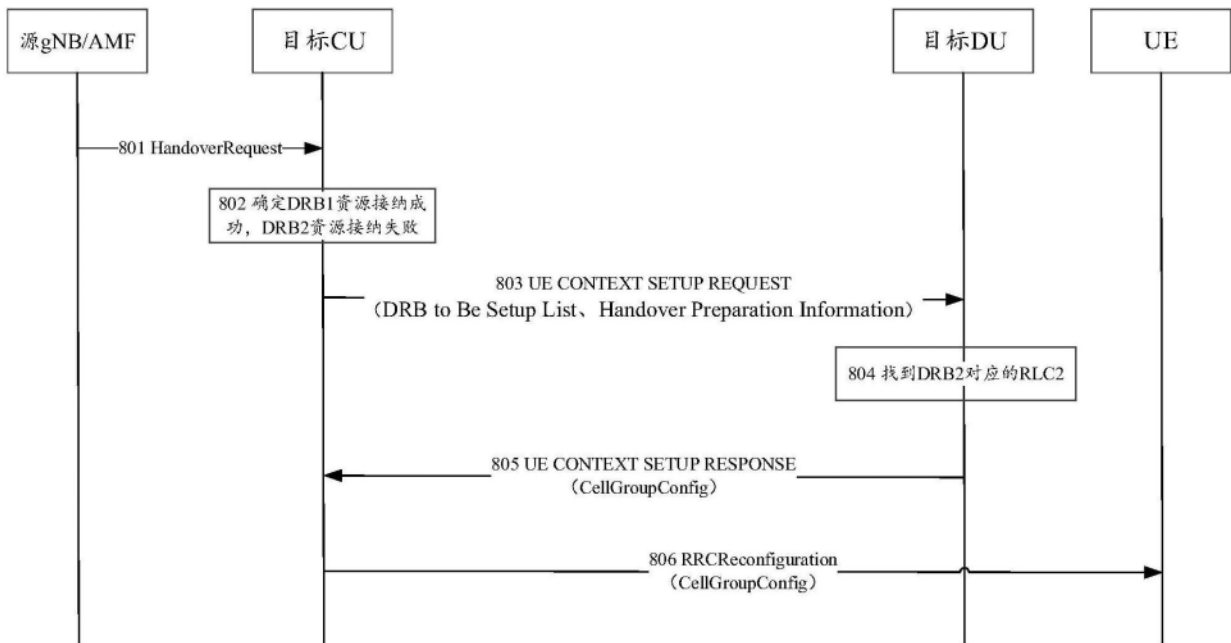 源gNB/AMF
目标CU
目标DU
UE
801 HandoverRequest
802 确定DRB1资源接纳成
功，DRB2资源接纳失败
803 UE CONTEXT SETUP REQUEST
（DRB to Be Setup List、Handover Preparation Information）
804 找到DRB2对应的RLC2
805 UE CONTEXT SETUP RESPONSE
（CellGroupConfig）
806 RRCReconfiguration
（CellGroupConfig）